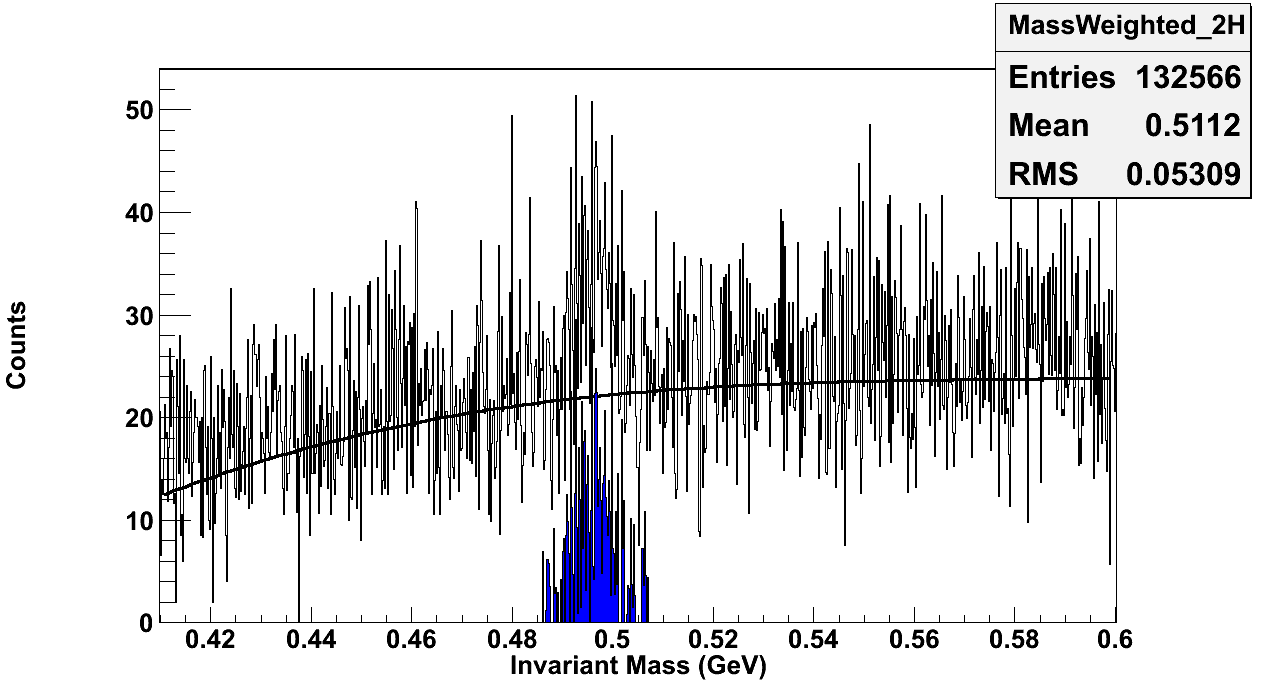 MassWeighted_2H
Entries 132566
Mean 0.5112
RMS 0.05309
Counts
50
40
30
20
10
0
0.42 0.44 0.46 0.48 0.5 0.52 0.54 0.56 0.58 0.6
Invariant Mass (GeV)